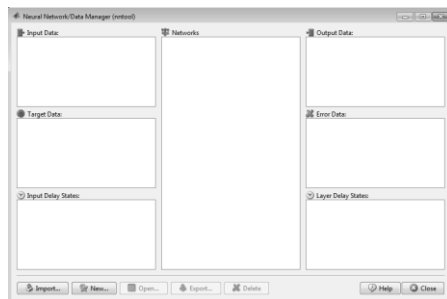 Neural Network/Data Manager (nntool)
Input Data:
Networks
Output Data:
Target Data:
Error Data:
Input Delay States:
Layer Delay States:
Import... New... Open... Export... Delete Help Close